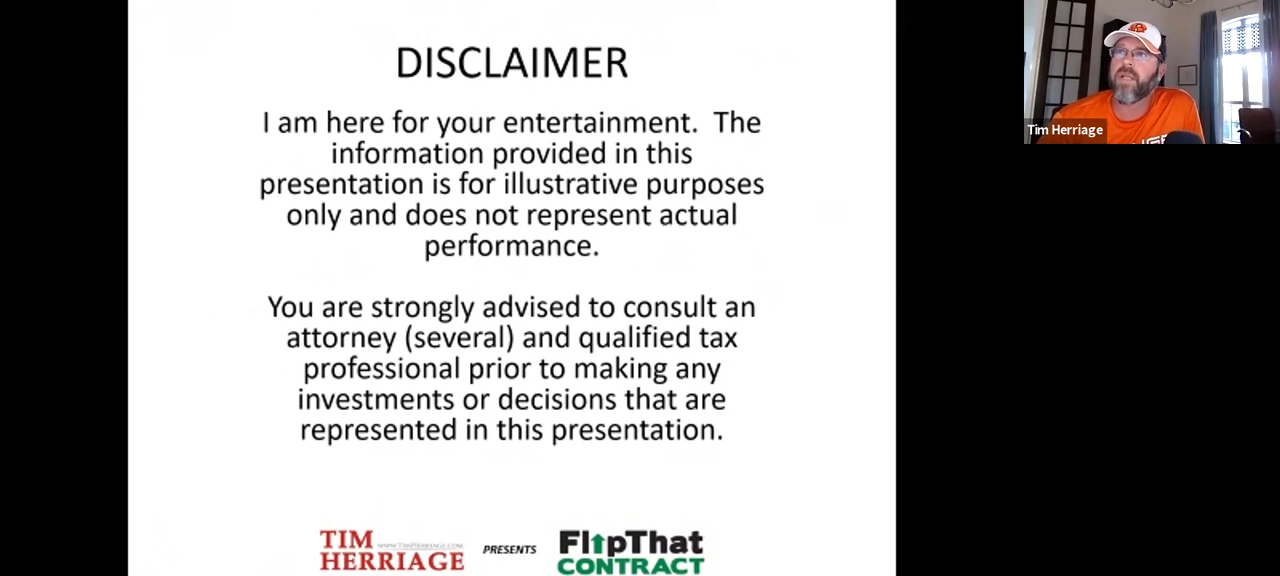 DISCLAIMER
I am here for your entertainment. The
information provided in this
presentation is for illustrative purposes
only and does not represent actual
performance.
You are strongly advised to consult an
attorney (several) and qualified tax
professional prior to making any
investments or decisions that are
represented in this presentation.
TIM
HERRIAGE
PRESENTS
FlipThat
CONTRACT
Tim Herriage